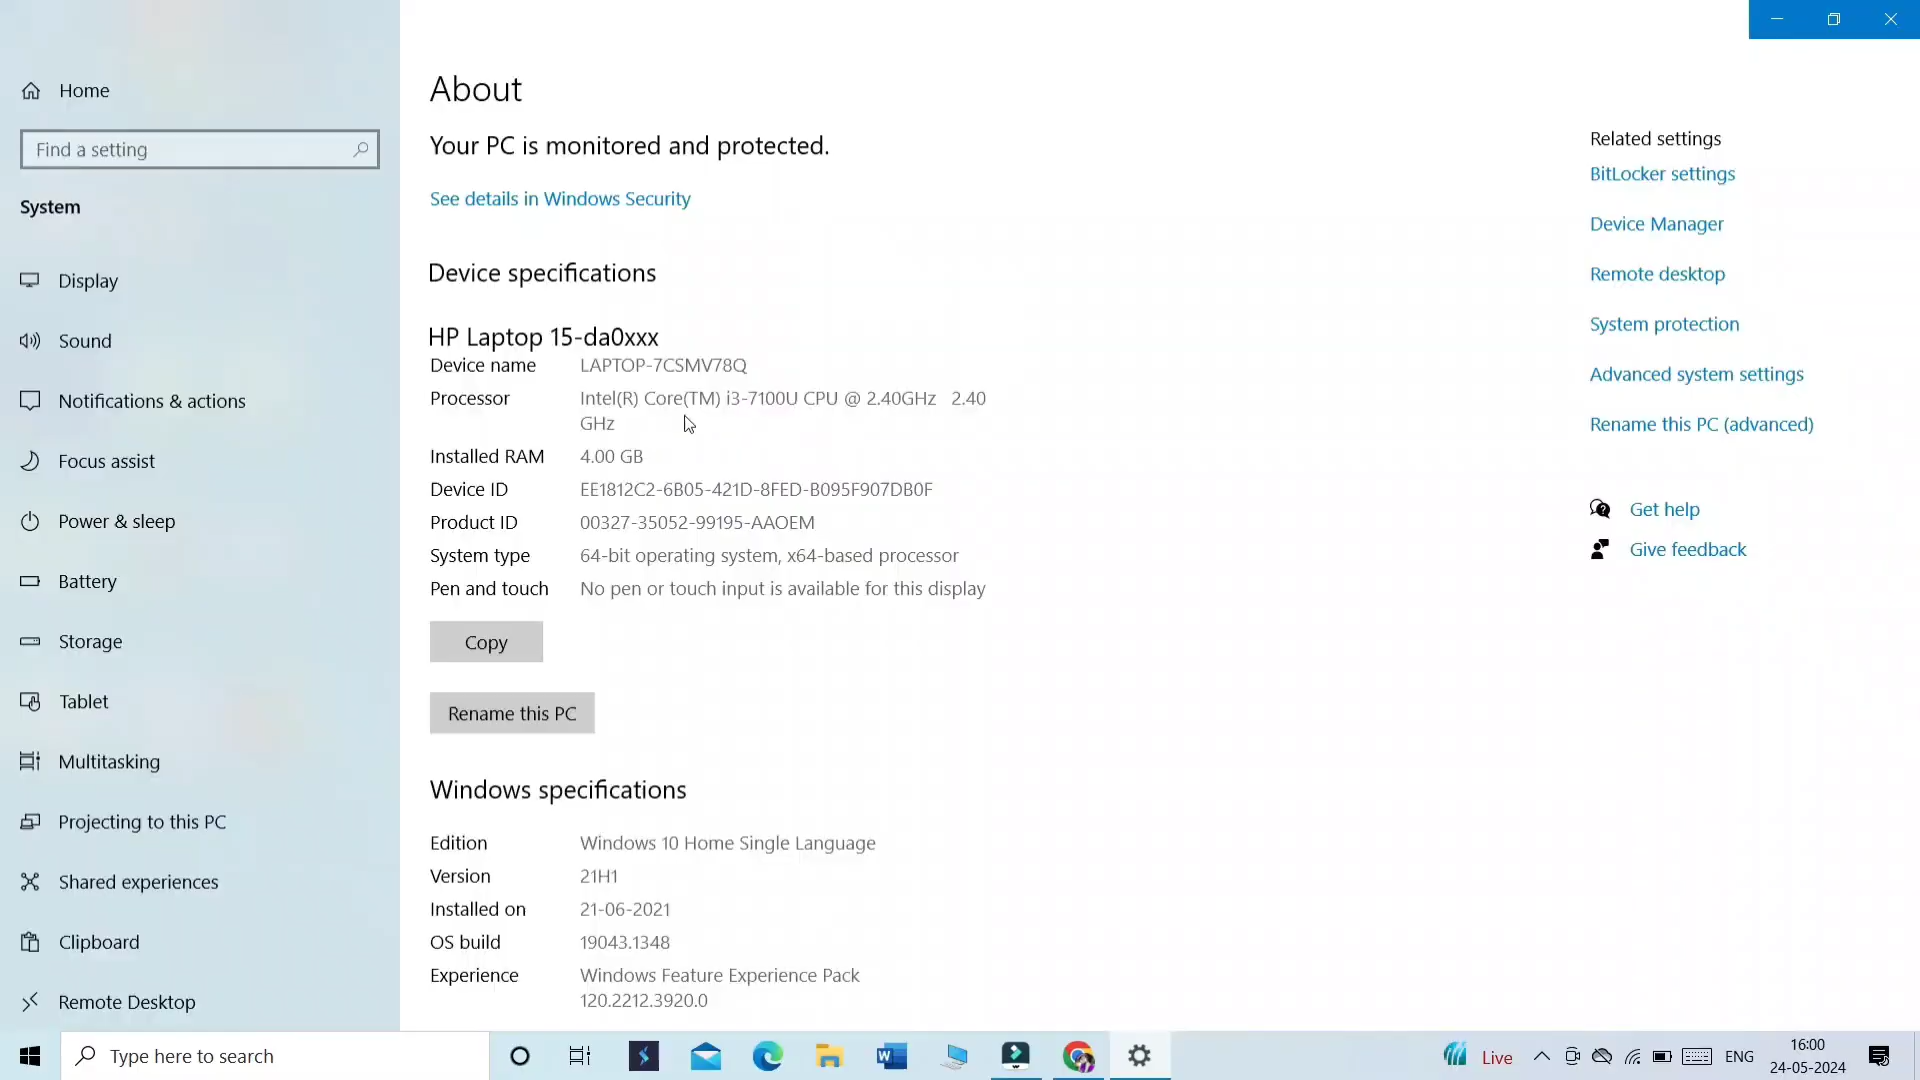 Home
Find a setting
System
Display
Sound
Notifications & actions
Focus assist
Power & sleep
Battery
Storage
Tablet
Multitasking
Projecting to this PC
Shared experiences
Clipboard
Remote Desktop
About
Your PC is monitored and protected.
See details in Windows Security
Device specifications
HP Laptop 15-da0xxx
Device name LAPTOP-7CSMV78Q
Processor Intel(R) Core(TM) i3-7100U CPU @ 2.40GHz 2.40
GHz
Installed RAM 4.00 GB
Device ID EE1812C2-6B05-421D-8FED-B095F907DB0F
Product ID 00327-35052-99195-AAOEM
System type 64-bit operating system, x64-based processor
Pen and touch No pen or touch input is available for this display
Copy
Rename this PC
Windows specifications
Edition Windows 10 Home Single Language
Version 21H1
Installed on 21-06-2021
OS build 19043.1348
Experience Windows Feature Experience Pack
120.2212.3920.0
Related settings
BitLocker settings
Device Manager
Remote desktop
System protection
Advanced system settings
Rename this PC (advanced)
Get help
Give feedback
Type here to search
Live
ENG
16:00
24-05-2024